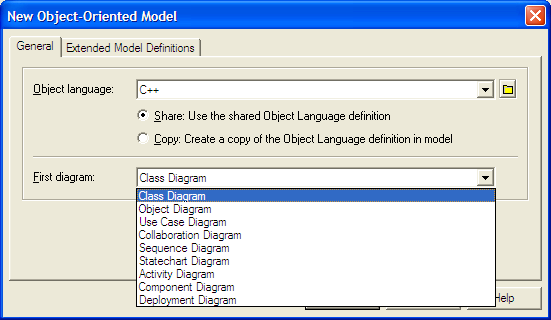 New Object-Oriented Model
General
Extended Model Definitions
Object language:
C++
Share: Use the shared Object Language definition
Copy: Create a copy of the Object Language definition in model
First diagram:
Class Diagram
Class Diagram
Object Diagram
Use Case Diagram
Collaboration Diagram
Sequence Diagram
Statechart Diagram
Activity Diagram
Component Diagram
Deployment Diagram
Help